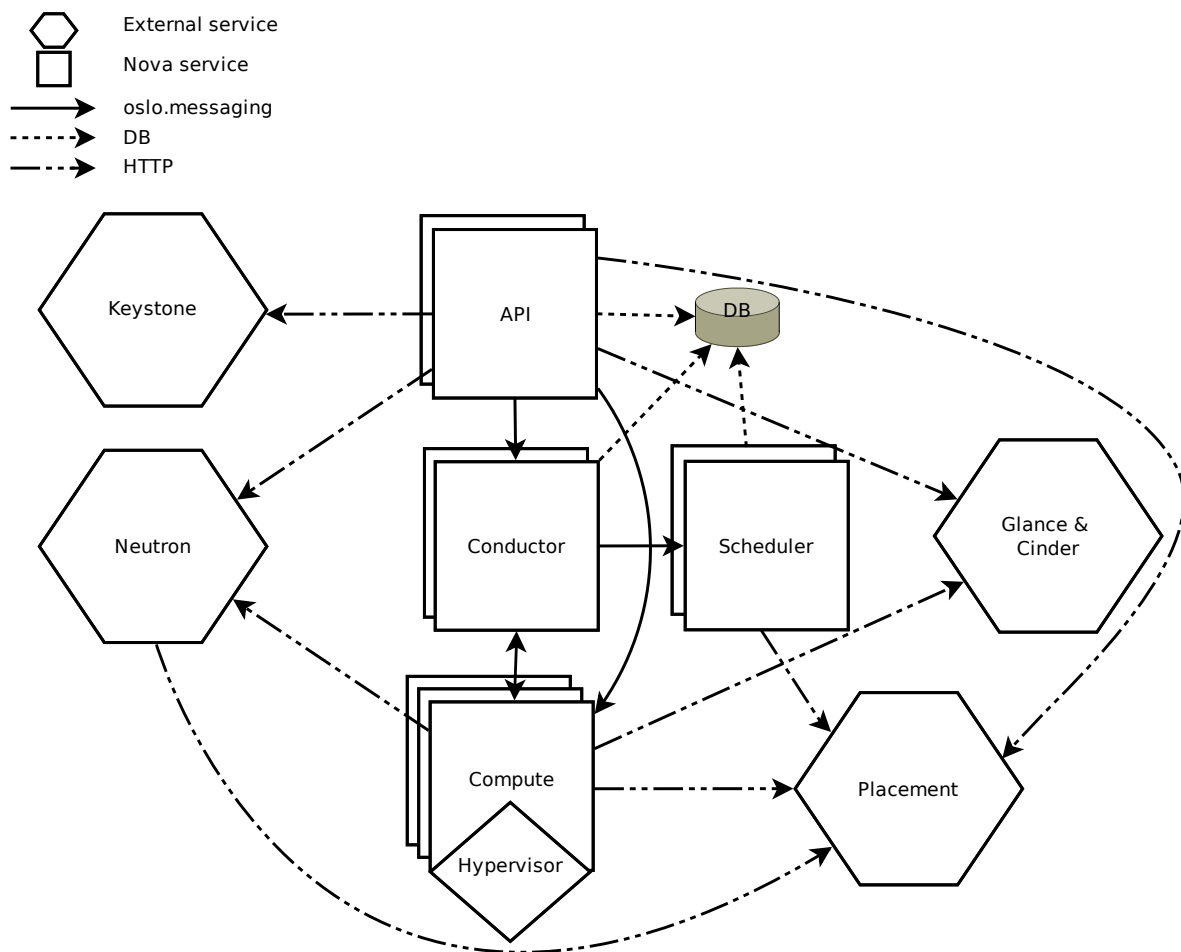 External service
Nova service
oslo.messaging
DB
HTTP
Keystone
API
DB
Neutron
Conductor
Scheduler
Glance &
Cinder
Compute
Hypervisor
Placement